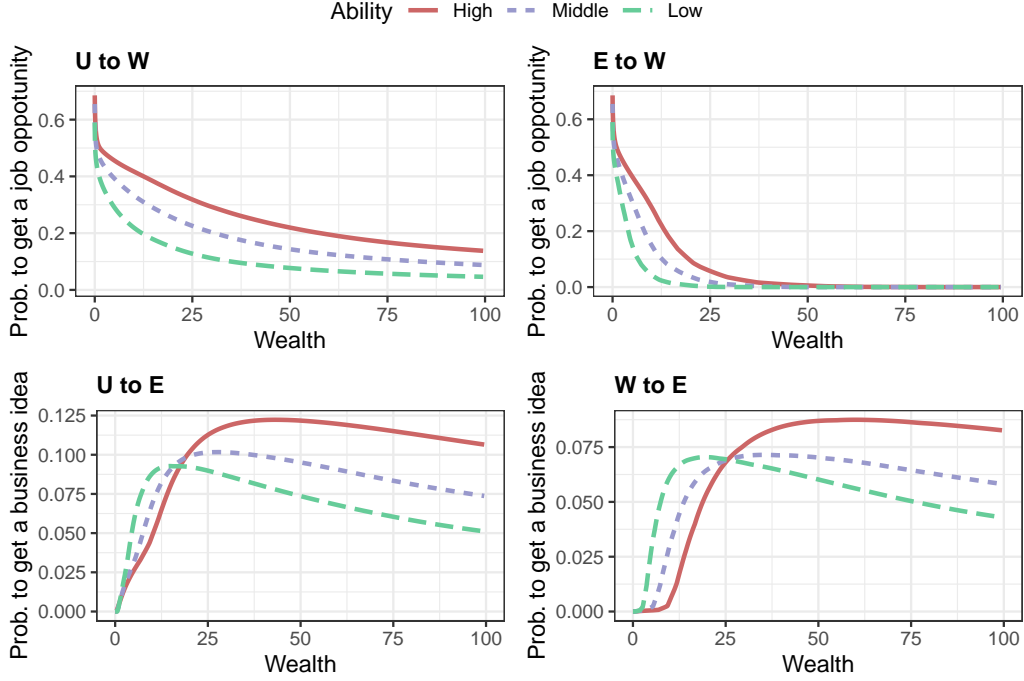 Ability High Middle Low
U to W
Prob. to get a job oppotunity
0.6
0.4
0.2
0.0
0 25 50 75 100
Wealth
E to W
Prob. to get a job oppotunity
0.6
0.4
0.2
0.0
0 25 50 75 100
Wealth
U to E
Prob. to get a business idea
0.125
0.100
0.075
0.050
0.025
0.000
0 25 50 75 100
Wealth
W to E
Prob. to get a business idea
0.075
0.050
0.025
0.000
0 25 50 75 100
Wealth